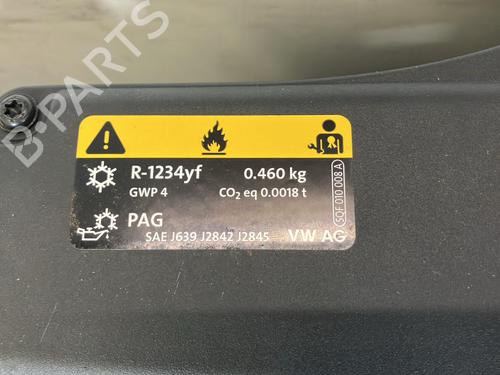 B-PARTS
R-1234yf 0.460 kg
GWP 4 CO2 eq 0.0018 t
PAG
SAE J639 J2842 J2845 VW AG
5QF 010 008 A